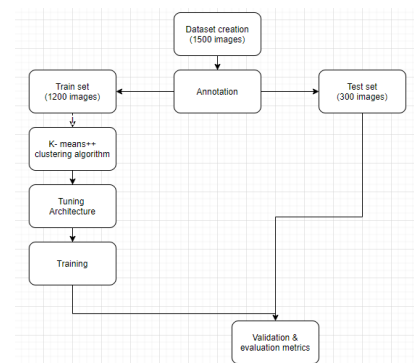 Dataset creation
(1500 images)
Train set
(1200 images)
Annotation
Test set
(300 images)
K- means++
clustering algorithm
Tuning
Architecture
Training
Validation &
evaluation metrics